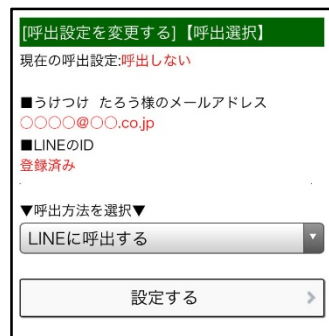 [呼出設定を変更する]【呼出選択】
現在の呼出設定:呼出しない
■うけつけ たろう様のメールアドレス
○○○○@○○.co.jp
■LINEのID
登録済み
▼呼出方法を選択▼
LINEに呼出する
設定する